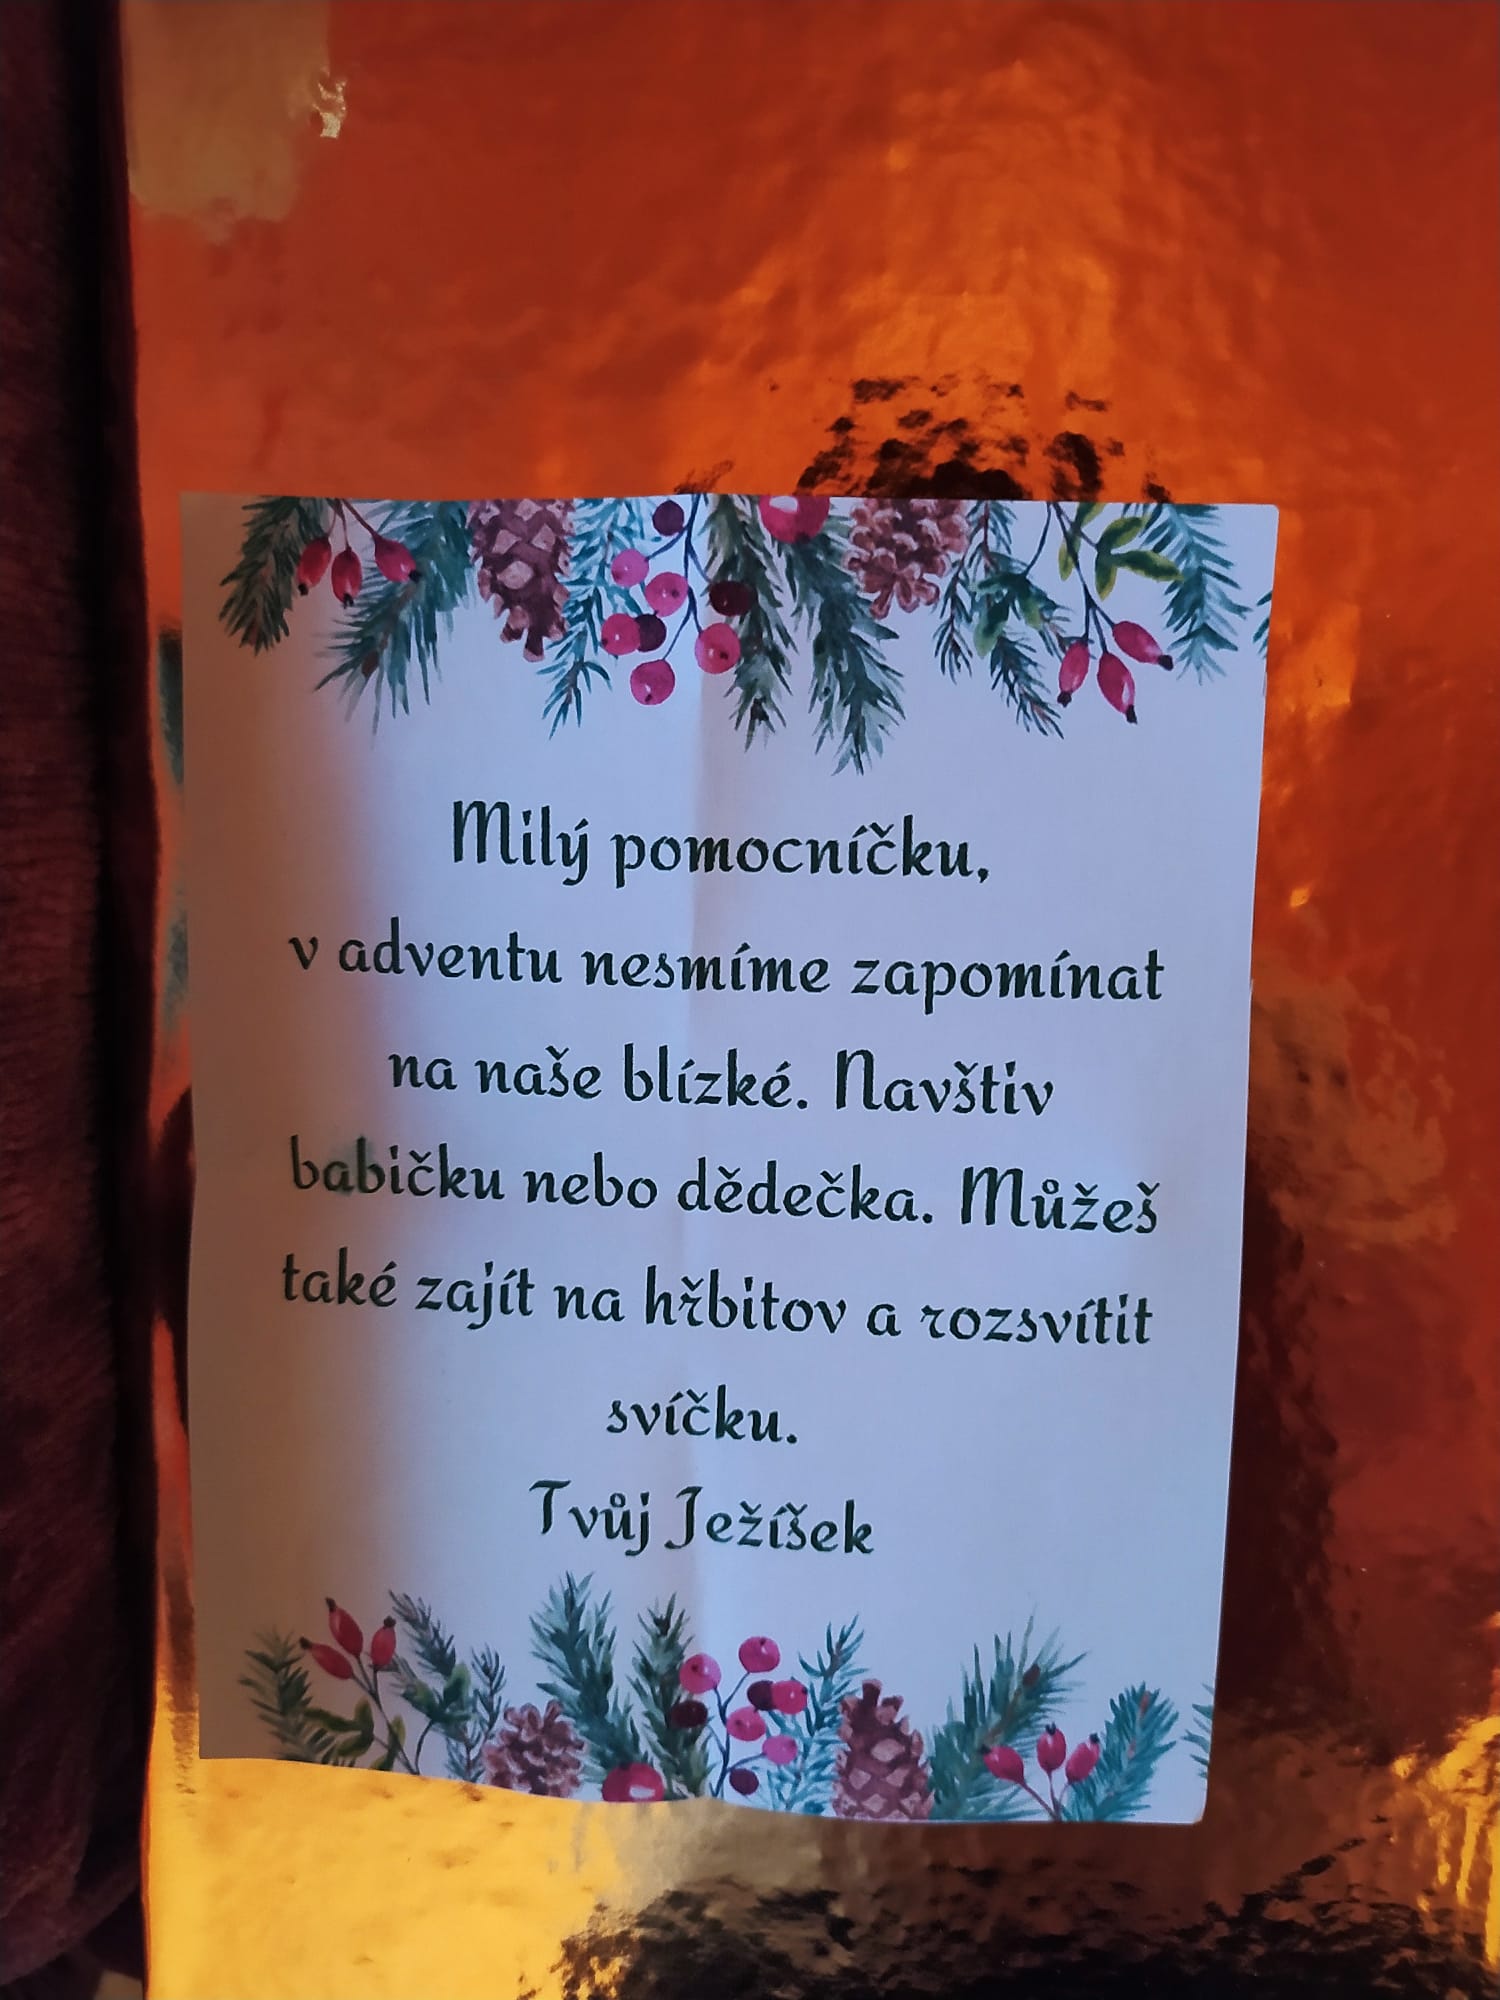 Milý pomocníčku,
v adventu nesmíme zapomínat
na naše blízké. Navštiv
babičku nebo dědečka. Můžeš
také zajít na hřbitov a rozsvítit
svíčku.
Tvůj Ježíšek